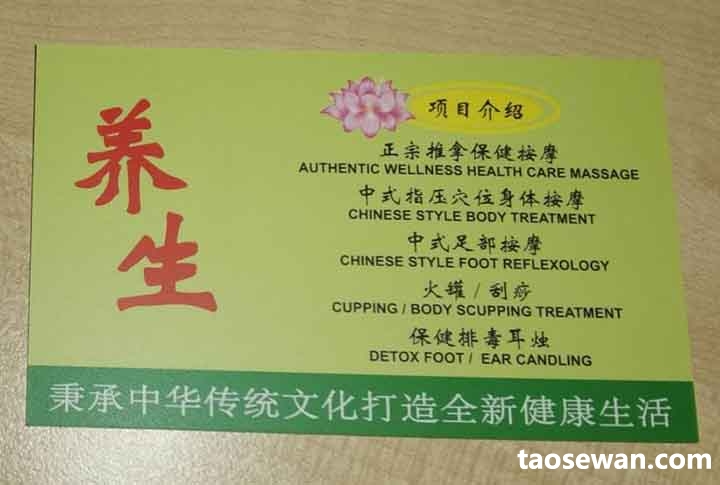 养生
项目介绍
正宗推拿保健按摩
AUTHENTIC WELLNESS HEALTH CARE MASSAGE
中式指压穴位身体按摩
CHINESE STYLE BODY TREATMENT
中式足部按摩
CHINESE STYLE FOOT REFLEXOLOGY
火罐 / 刮痧
CUPPING / BODY SCUPPING TREATMENT
保健排毒耳烛
DETOX FOOT / EAR CANDLING
秉承中华传统文化打造全新健康生活
taosewan.com